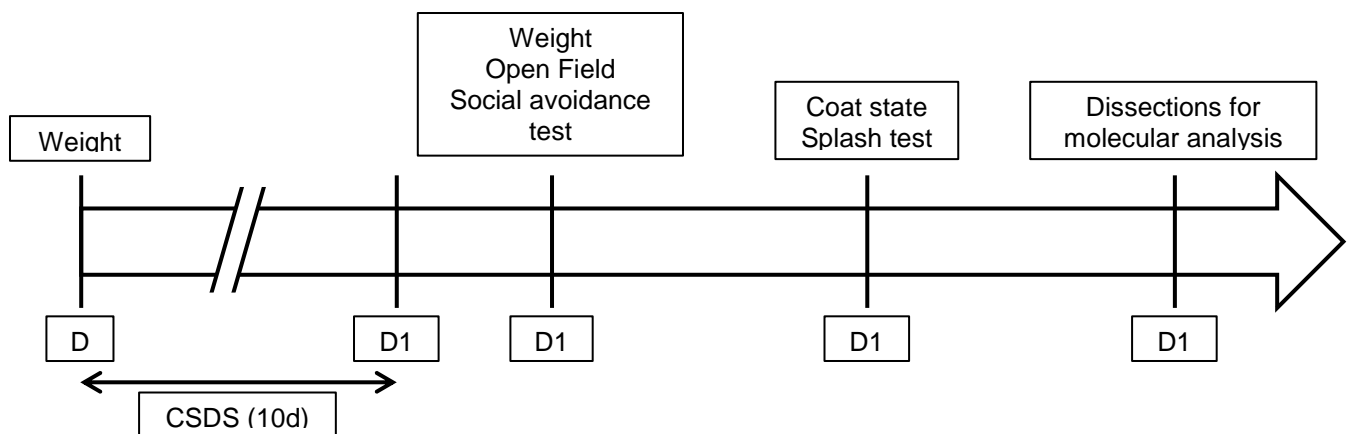 Weight
Weight
Open Field
Social avoidance
test
Coat state
Splash test
Dissections for
molecular analysis
D
D1
D1
D1
D1
CSDS (10d)